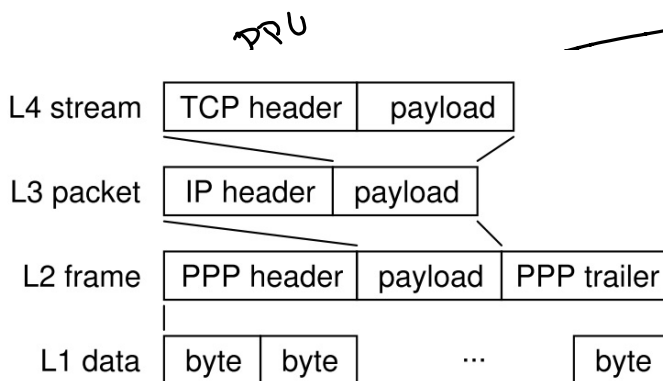 PDU
L4 stream TCP header payload
L3 packet IP header payload
L2 frame PPP header payload PPP trailer
L1 data byte byte ... byte